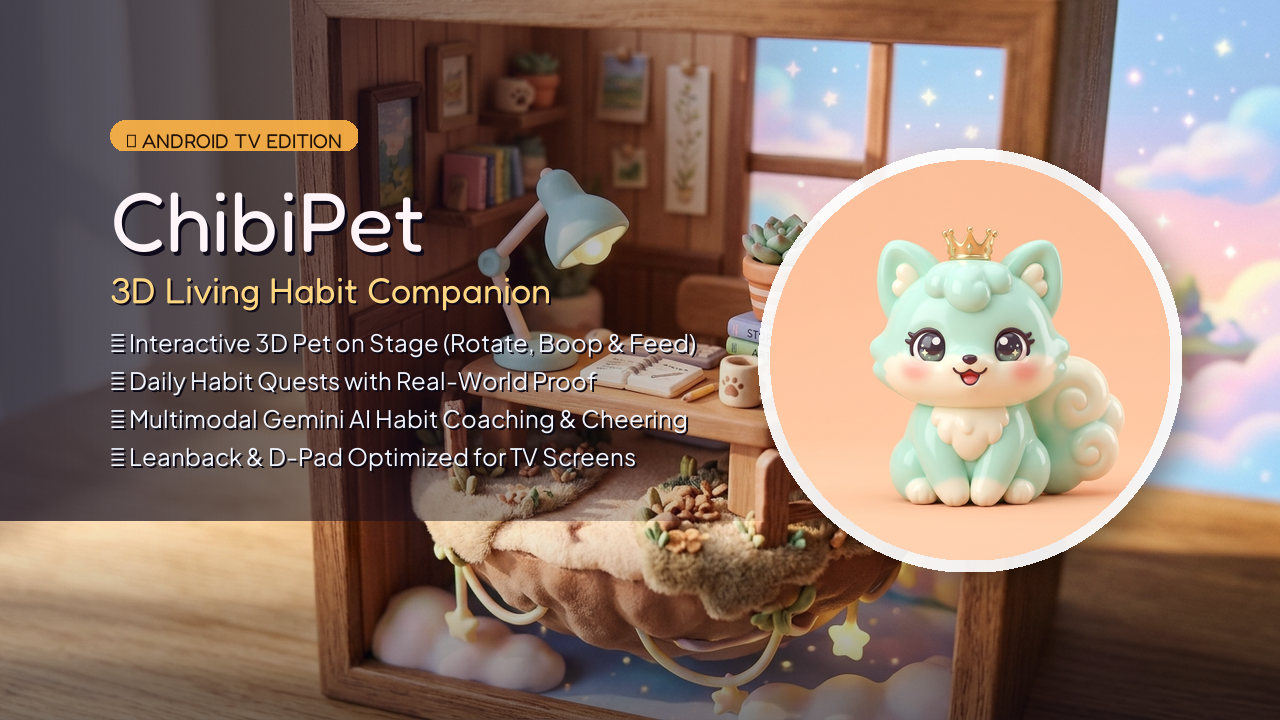 ANDROID TV EDITION
ChibiPet
3D Living Habit Companion
Interactive 3D Pet on Stage (Rotate, Boop & Feed)
Daily Habit Quests with Real-World Proof
Multimodal Gemini AI Habit Coaching & Cheering
Leanback & D-Pad Optimized for TV Screens